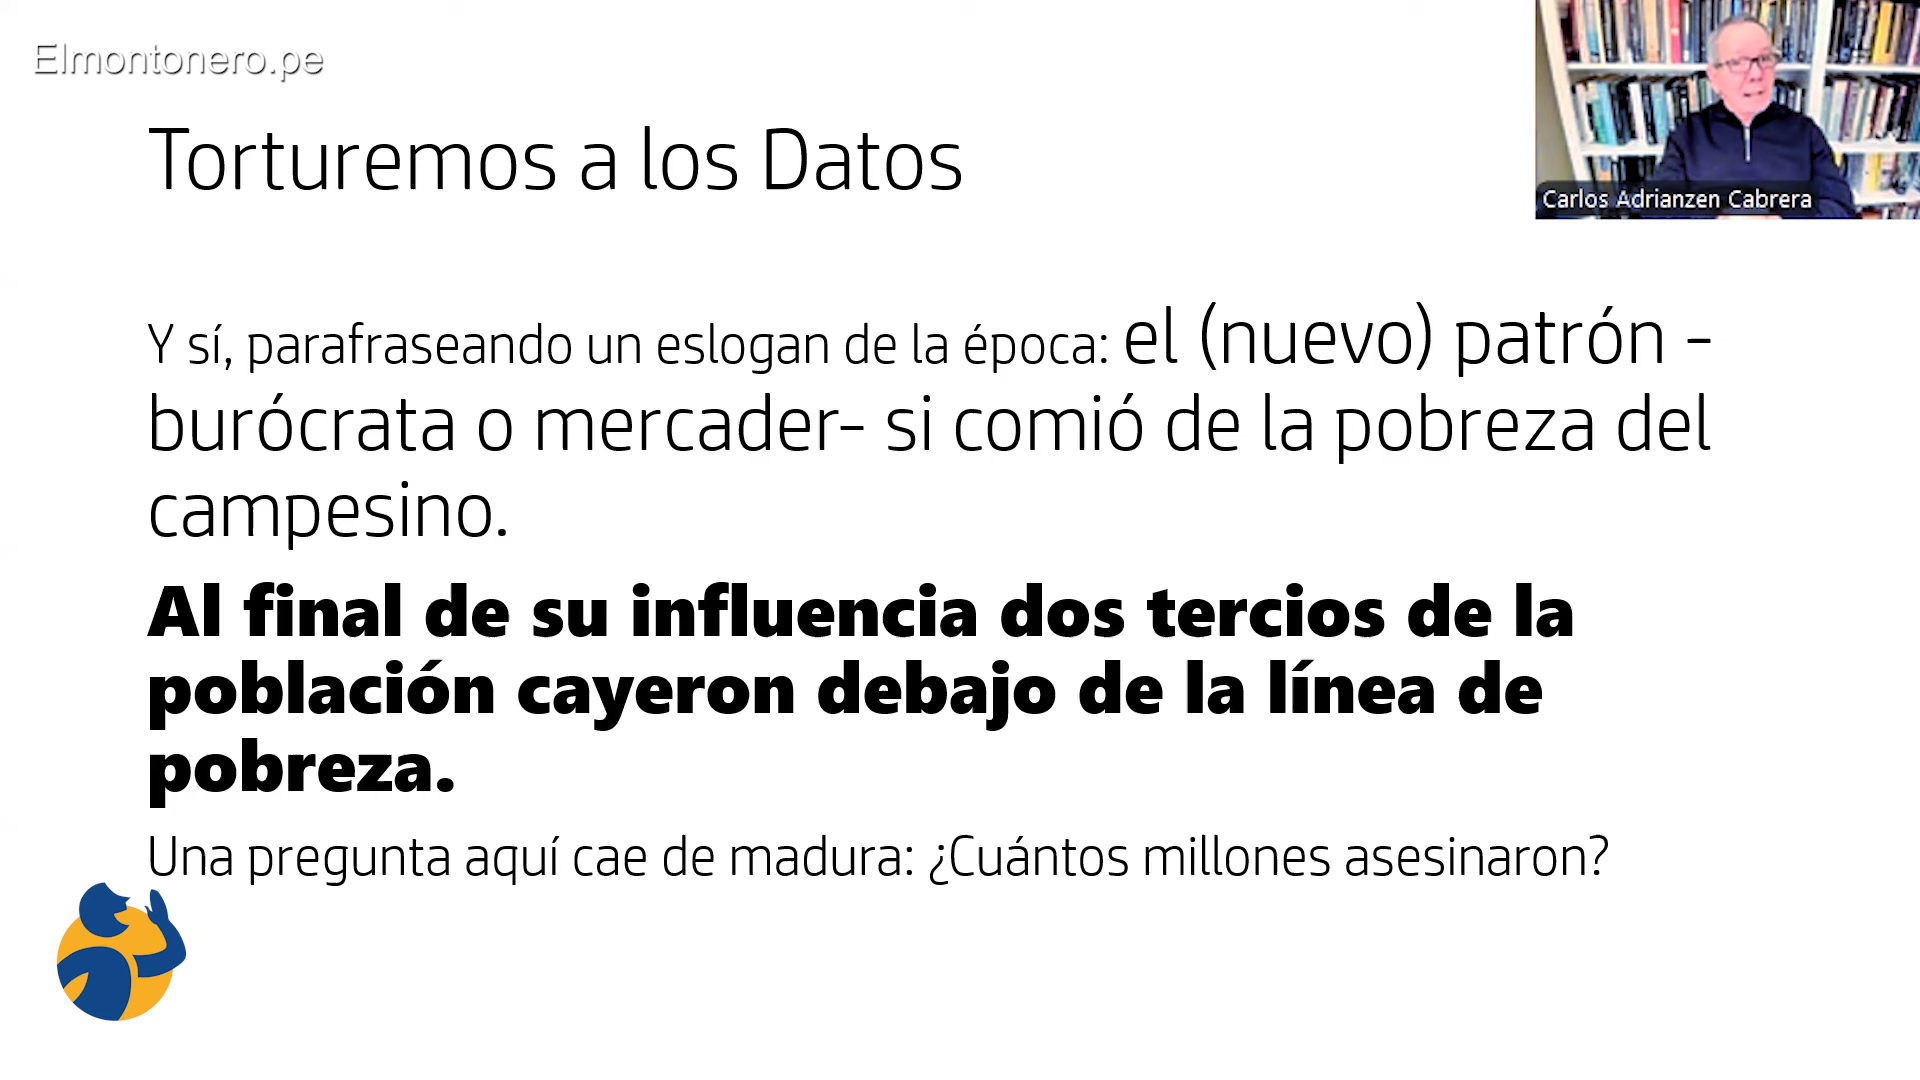 Elmontonero.pe
Carlos Adrianzen Cabrera
Torturemos a los Datos
Y sí, parafraseando un eslogan de la época: el (nuevo) patrón -
burócrata o mercader- si comió de la pobreza del
campesino.
Al final de su influencia dos tercios de la
población cayeron debajo de la línea de
pobreza.
Una pregunta aquí cae de madura: ¿Cuántos millones asesinaron?